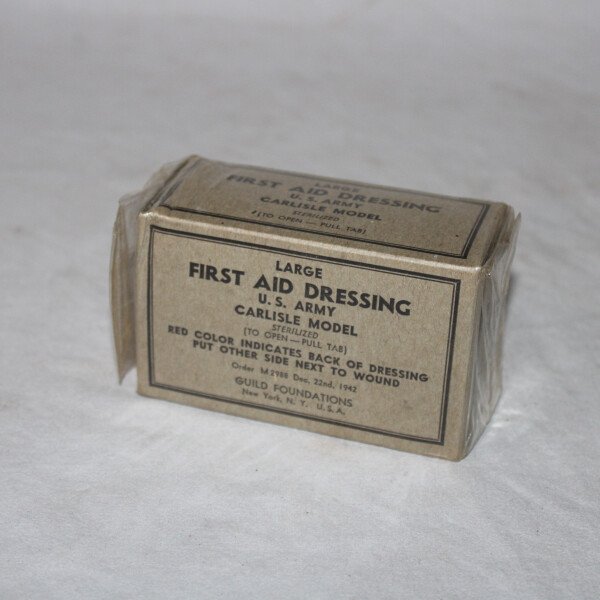 LARGE
FIRST AID DRESSING
U. S. ARMY
CARLISLE MODEL
STERILIZED
(TO OPEN — PULL TAB)
LARGE
FIRST AID DRESSING
U. S. ARMY
CARLISLE MODEL
STERILIZED
(TO OPEN — PULL TAB)
RED COLOR INDICATES BACK OF DRESSING
PUT OTHER SIDE NEXT TO WOUND
Order M 2988 Dec. 22nd, 1942
GUILD FOUNDATIONS
New York, N. Y. U. S. A.